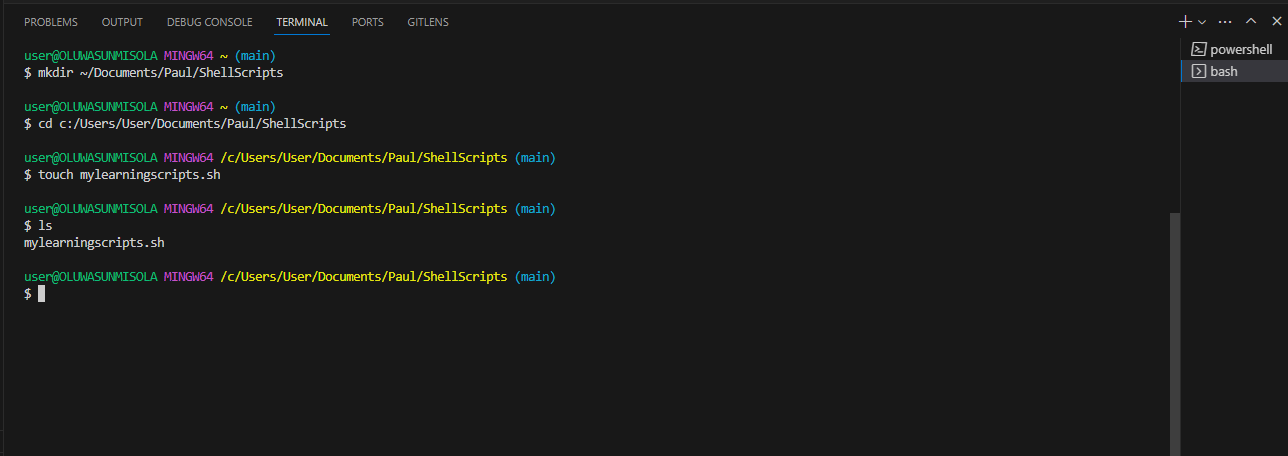 PROBLEMS OUTPUT DEBUG CONSOLE TERMINAL PORTS GITLENS
powershell
bash
user@OLUWASUNMISOLA MINGW64 ~ (main)
$ mkdir ~/Documents/Paul/ShellScripts
user@OLUWASUNMISOLA MINGW64 ~ (main)
$ cd c:/Users/User/Documents/Paul/ShellScripts
user@OLUWASUNMISOLA MINGW64 /c/Users/User/Documents/Paul/ShellScripts (main)
$ touch mylearningscripts.sh
user@OLUWASUNMISOLA MINGW64 /c/Users/User/Documents/Paul/ShellScripts (main)
$ ls
mylearningscripts.sh
user@OLUWASUNMISOLA MINGW64 /c/Users/User/Documents/Paul/ShellScripts (main)
$